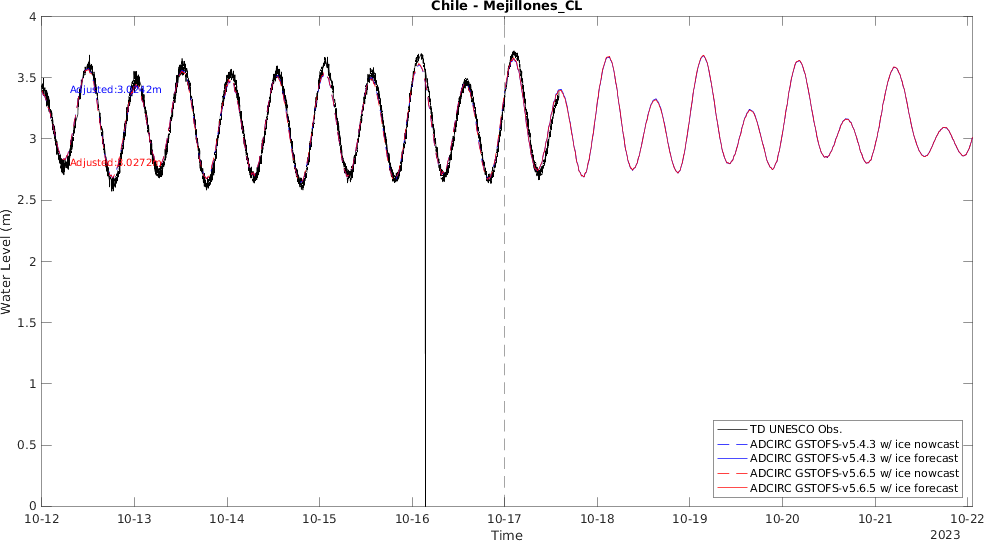 Chile - Mejillones_CL
4
3.5
3
2.5
2
1.5
1
0.5
0
Water Level (m)
Adjusted:3.0272m
TD UNESCO Obs.
ADCIRC GSTOFS-v5.4.3 w/ ice nowcast
ADCIRC GSTOFS-v5.4.3 w/ ice forecast
ADCIRC GSTOFS-v5.6.5 w/ ice nowcast
ADCIRC GSTOFS-v5.6.5 w/ ice forecast
10-12 10-13 10-14 10-15 10-16 10-17 10-18 10-19 10-20 10-21 10-22
Time
2023